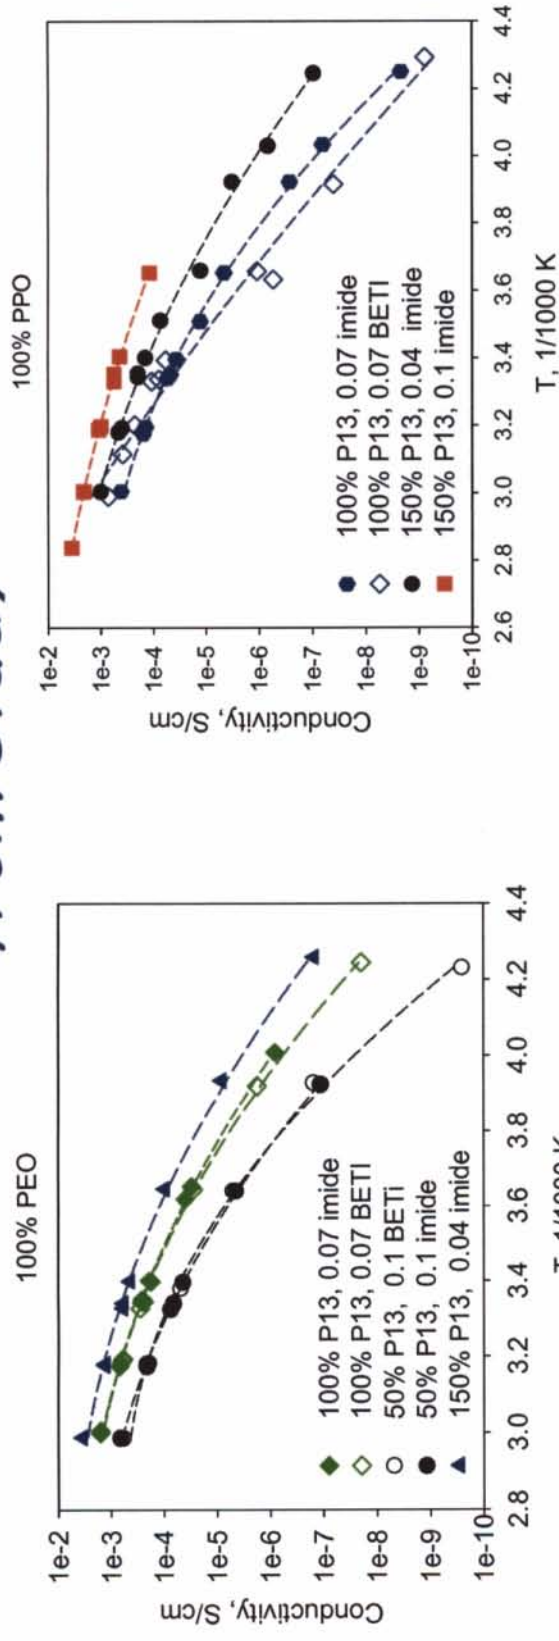 100% PEO
1e-2
1e-3
1e-4
1e-5
1e-6
1e-7
1e-8
1e-9
1e-10
Conductivity, S/cm
100% P13, 0.07 imide
100% P13, 0.07 BETI
50% P13, 0.1 BETi
50% P13, 0.1 imide
150% P13, 0.04 imide
2.8 3.0 3.2 3.4 3.6 3.8 4.0 4.2 4.4
100% PPO
1e-2
1e-3
1e-4
1e-5
1e-6
1e-7
1e-8
1e-9
1e-10
Conductivity, S/cm
100% P13, 0.07 imide
100% P13, 0.07 BETI
150% P13, 0.04 imide
150% P13, 0.1 imide
2.6 2.8 3.0 3.2 3.4 3.6 3.8 4.0 4.2 4.4
T, 1/1000 K